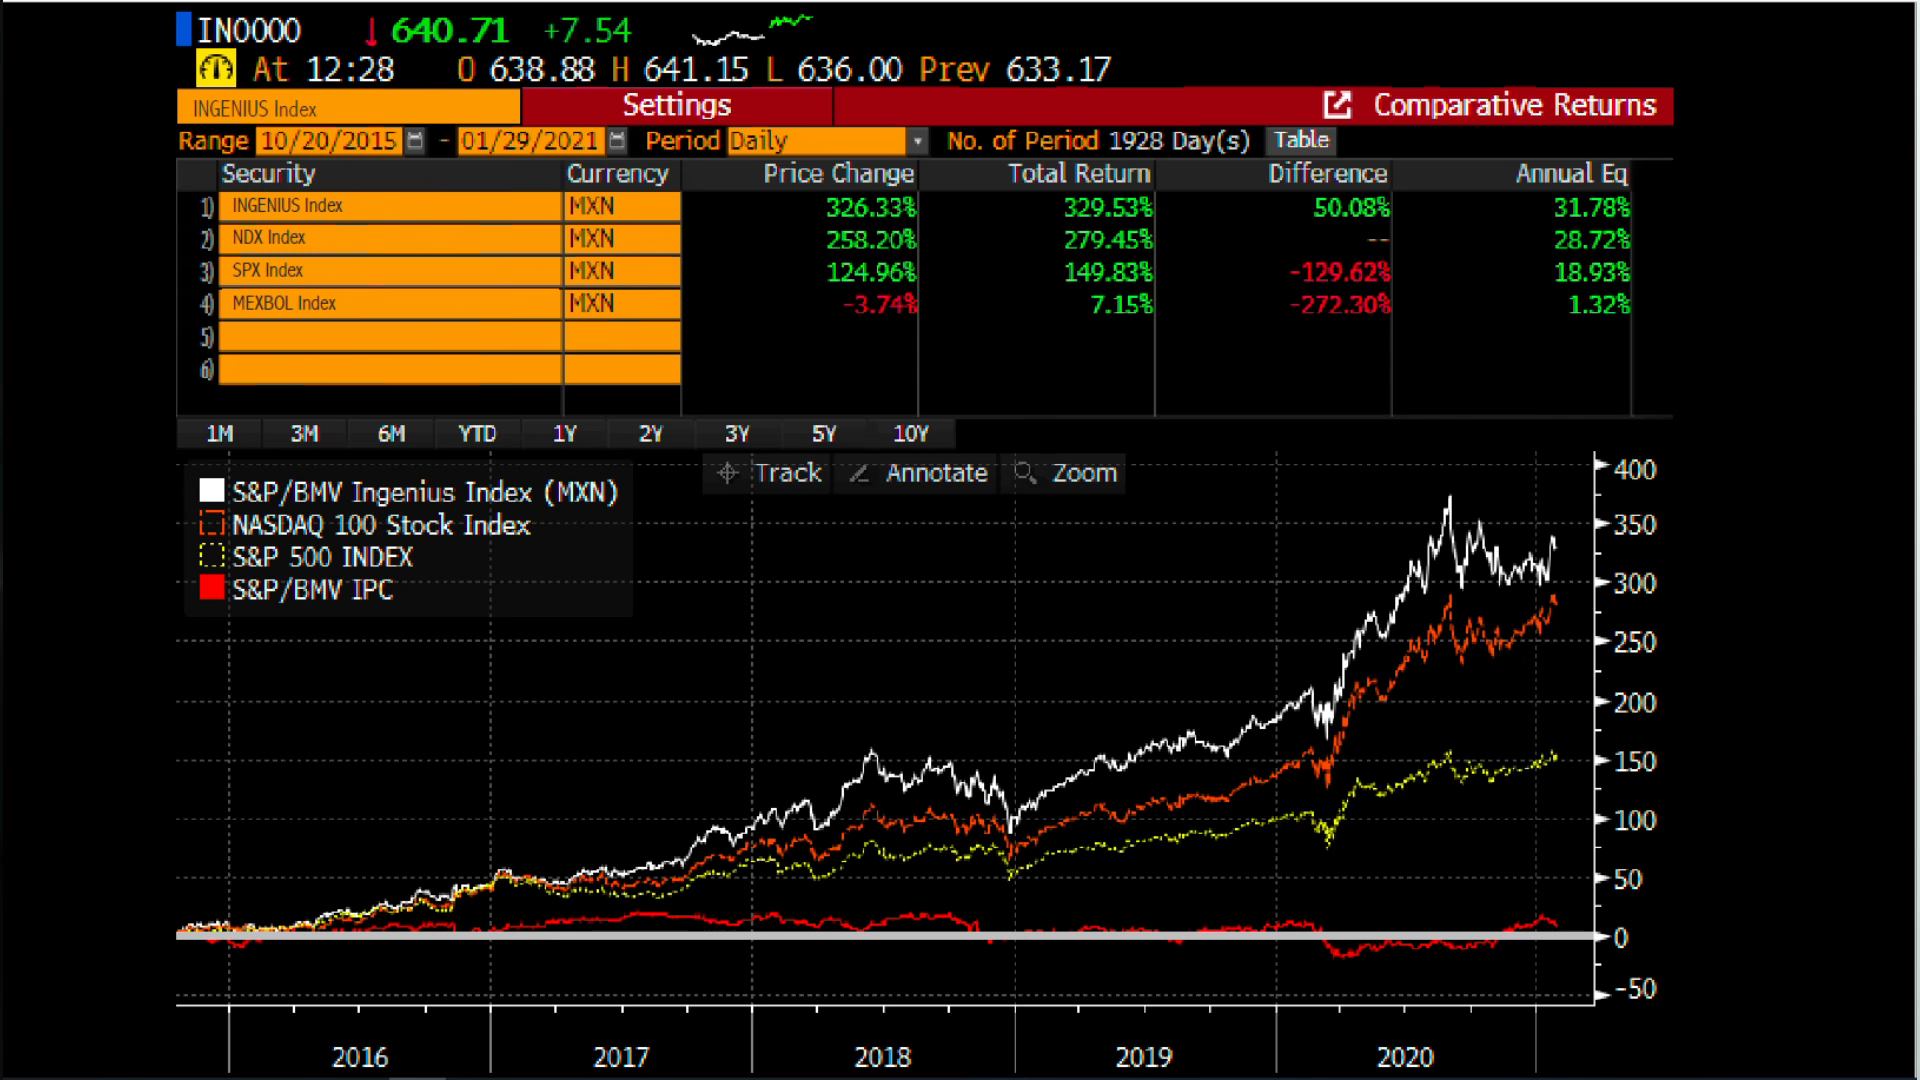 IN0000 ↓ 640.71 +7.54
At 12:28 O 638.88 H 641.15 L 636.00 Prev 633.17
INGENIUS Index Settings Comparative Returns
Range 10/20/2015 - 01/29/2021 Period Daily No. of Period 1928 Day(s) Table
Security Currency Price Change Total Return Difference Annual Eq
1) INGENIUS Index MXN 326.33% 329.53% 50.08% 31.78%
2) NDX Index MXN 258.20% 279.45% -- 28.72%
3) SPX Index MXN 124.96% 149.83% -129.62% 18.93%
4) MEXBOL Index MXN -3.74% 7.15% -272.30% 1.32%
5)
6)
1M 3M 6M YTD 1Y 2Y 3Y 5Y 10Y
Track Annotate Zoom
S&P/BMV Ingenius Index (MXN)
NASDAQ 100 Stock Index
S&P 500 INDEX
S&P/BMV IPC
400
350
300
250
200
150
100
50
0
-50
2016 2017 2018 2019 2020